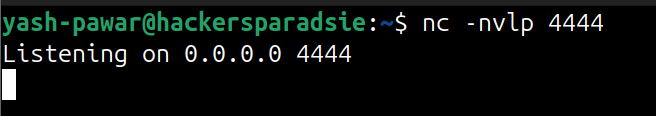 yash-pawar@hackersparadsie:~$ nc -nvlp 4444
Listening on 0.0.0.0 4444